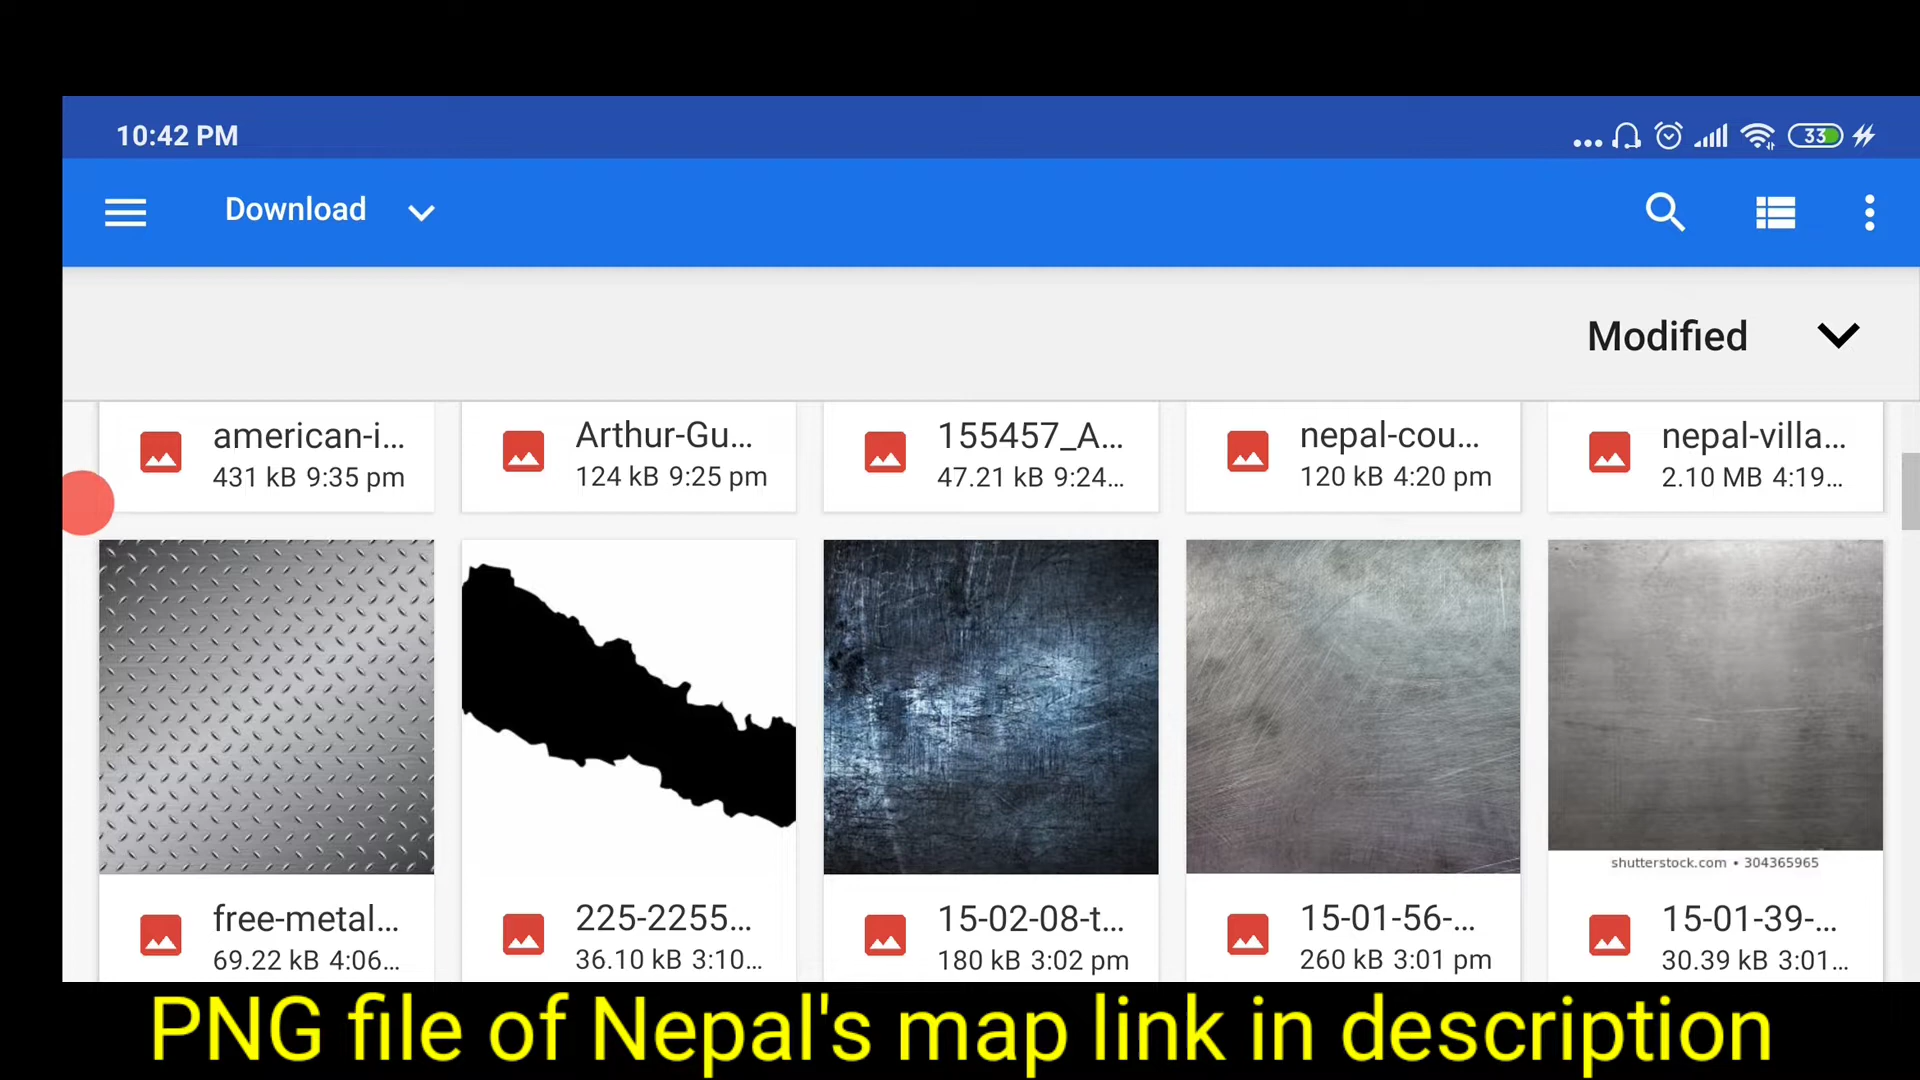 10:42 PM
33
Download
Modified
american-i...
431 kB 9:35 pm
Arthur-Gu...
124 kB 9:25 pm
155457_A...
47.21 kB 9:24...
nepal-cou...
120 kB 4:20 pm
nepal-villa...
2.10 MB 4:19...
shutterstock.com • 304365965
free-metal...
69.22 kB 4:06...
225-2255...
36.10 kB 3:10...
15-02-08-t...
180 kB 3:02 pm
15-01-56-...
260 kB 3:01 pm
15-01-39-...
30.39 kB 3:01...
PNG file of Nepal's map link in description